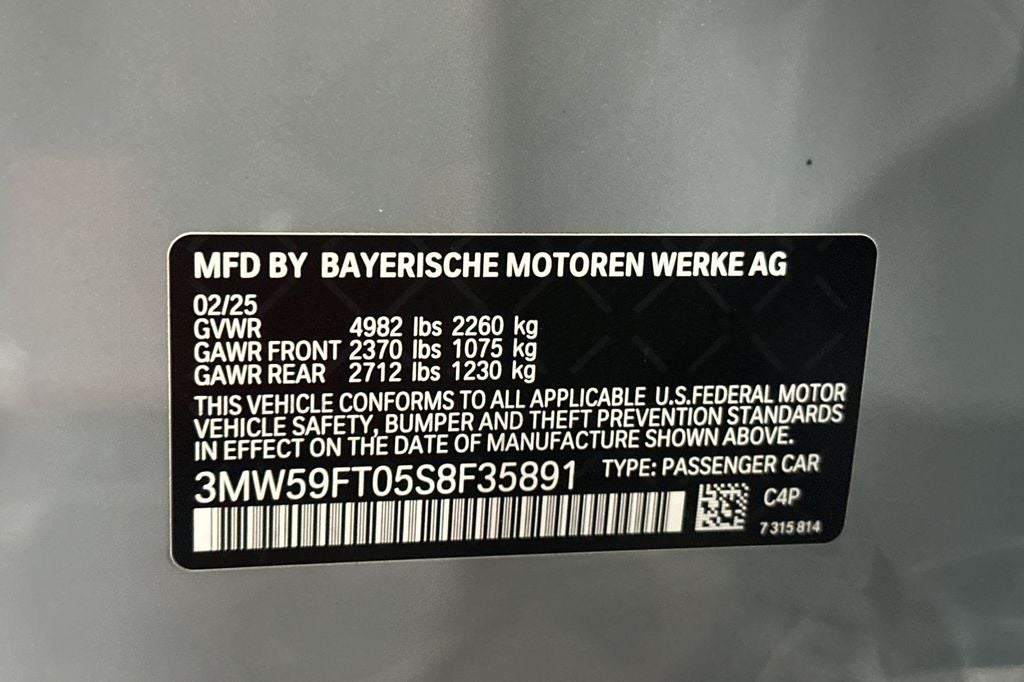 MFD BY BAYERISCHE MOTOREN WERKE AG
02/25
GVWR 4982 lbs 2260 kg
GAWR FRONT 2370 lbs 1075 kg
GAWR REAR 2712 lbs 1230 kg
THIS VEHICLE CONFORMS TO ALL APPLICABLE U.S.FEDERAL MOTOR
VEHICLE SAFETY, BUMPER AND THEFT PREVENTION STANDARDS
IN EFFECT ON THE DATE OF MANUFACTURE SHOWN ABOVE.
3MW59FT05S8F35891 TYPE: PASSENGER CAR
C4P
7 315 814